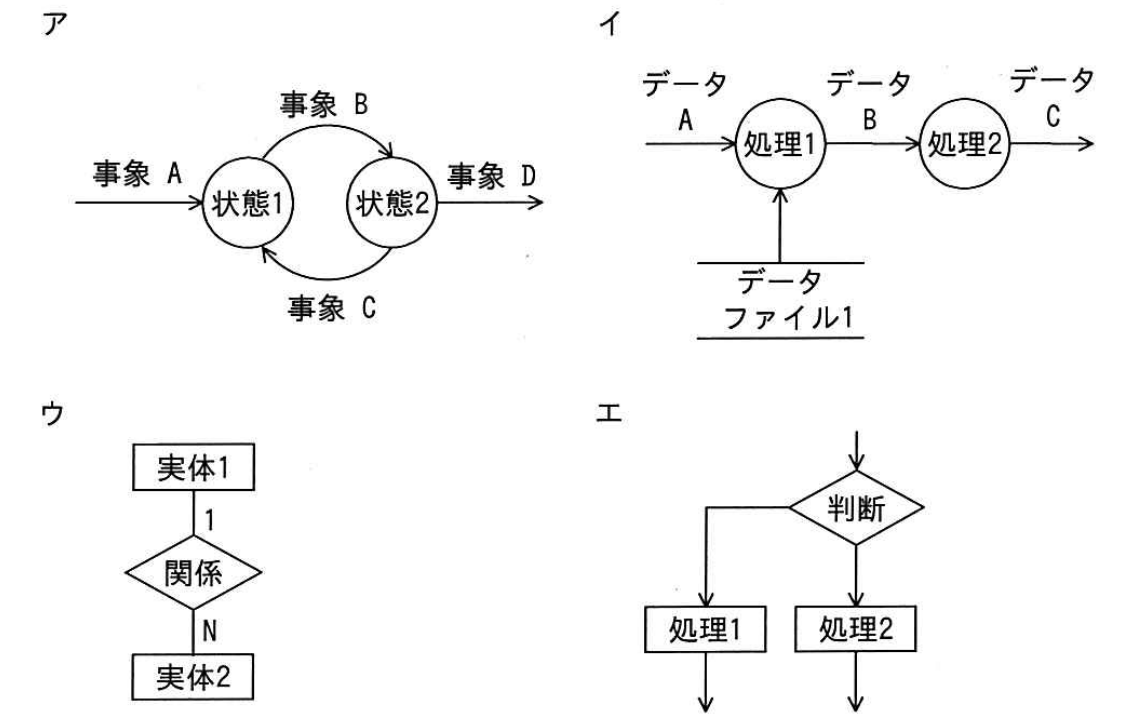 ア
事象 B
事象 A
状態1
状態2
事象 D
事象 C
イ
データ
A
処理1
データ
B
処理2
データ
C
データ
ファイル1
ウ
実体1
1
関係
N
実体2
エ
判断
処理1
処理2